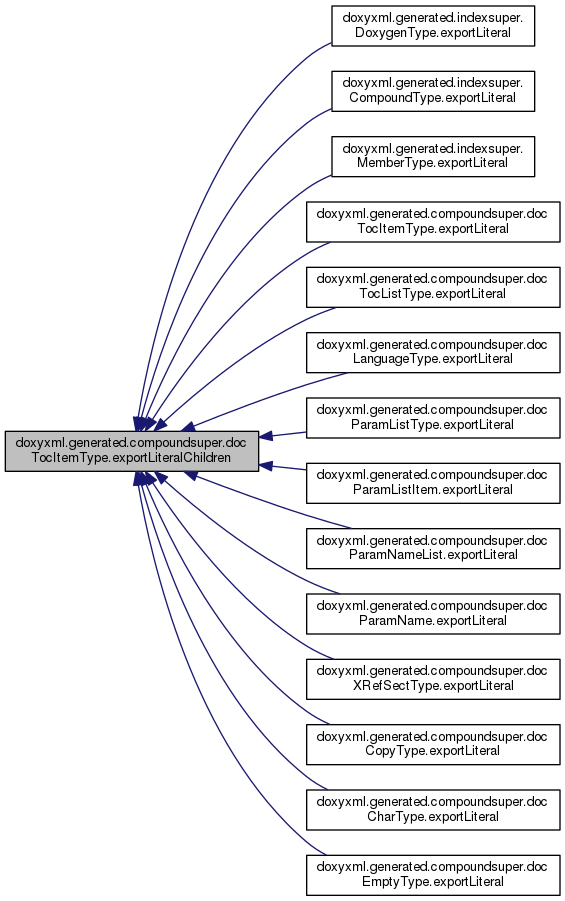 doxyxml.generated.indexsuper.
DoxygenType.exportLiteral
doxyxml.generated.indexsuper.
CompoundType.exportLiteral
doxyxml.generated.indexsuper.
MemberType.exportLiteral
doxyxml.generated.compoundsuper.doc
TocItemType.exportLiteral
doxyxml.generated.compoundsuper.doc
TocListType.exportLiteral
doxyxml.generated.compoundsuper.doc
LanguageType.exportLiteral
doxyxml.generated.compoundsuper.doc
ParamListType.exportLiteral
doxyxml.generated.compoundsuper.doc
TocItemType.exportLiteralChildren
doxyxml.generated.compoundsuper.doc
ParamListItem.exportLiteral
doxyxml.generated.compoundsuper.doc
ParamNameList.exportLiteral
doxyxml.generated.compoundsuper.doc
ParamName.exportLiteral
doxyxml.generated.compoundsuper.doc
XRefSectType.exportLiteral
doxyxml.generated.compoundsuper.doc
CopyType.exportLiteral
doxyxml.generated.compoundsuper.doc
CharType.exportLiteral
doxyxml.generated.compoundsuper.doc
EmptyType.exportLiteral